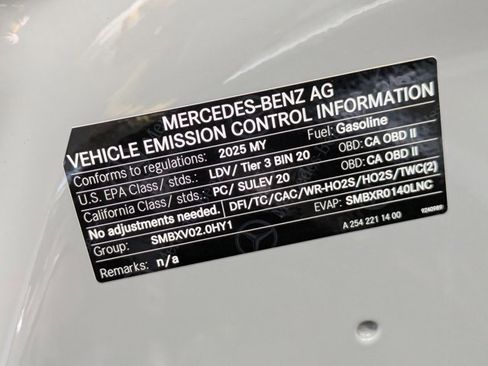 MERCEDES-BENZ AG
VEHICLE EMISSION CONTROL INFORMATION
Conforms to regulations: 2025 MY Fuel: Gasoline
U.S. EPA Class/ stds.: LDV/ Tier 3 BIN 20 OBD: CA OBD II
California Class/ stds.: PC/ SULEV 20 OBD: CA OBD II
No adjustments needed. DFI/TC/CAC/WR-HO2S/HO2S/TWC(2)
Group: SMBXV02.0HY1 EVAP: SMBXR0140LNC
Remarks: n/a A 254 221 14 00